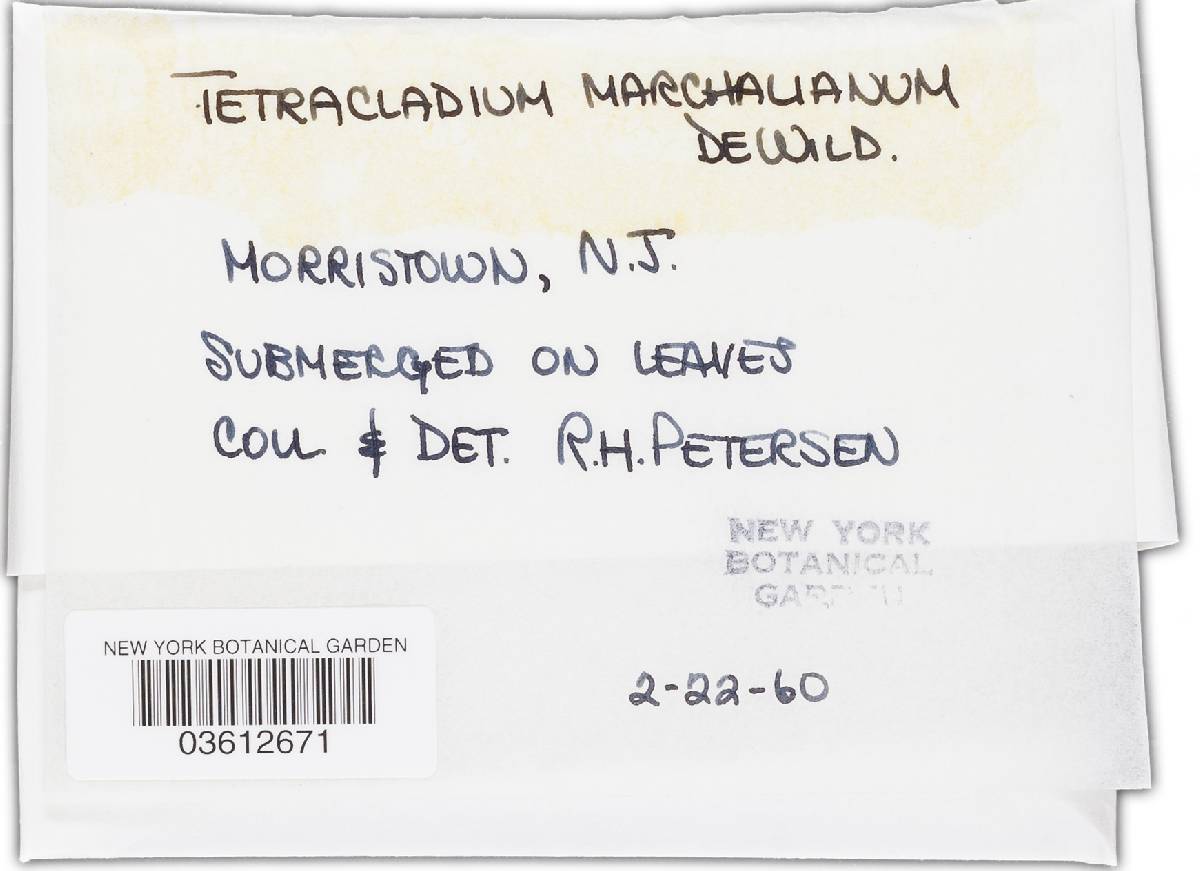 TETRACLADIUM MARCHALIANUM
DEWILD.
MORRISTOWN, N.J.
SUBMERGED ON LEAVES
COLL & DET. R.H. PETERSEN
NEW YORK
BOTANICAL
GARDEN
NEW YORK BOTANICAL GARDEN
03612671
2-22-60